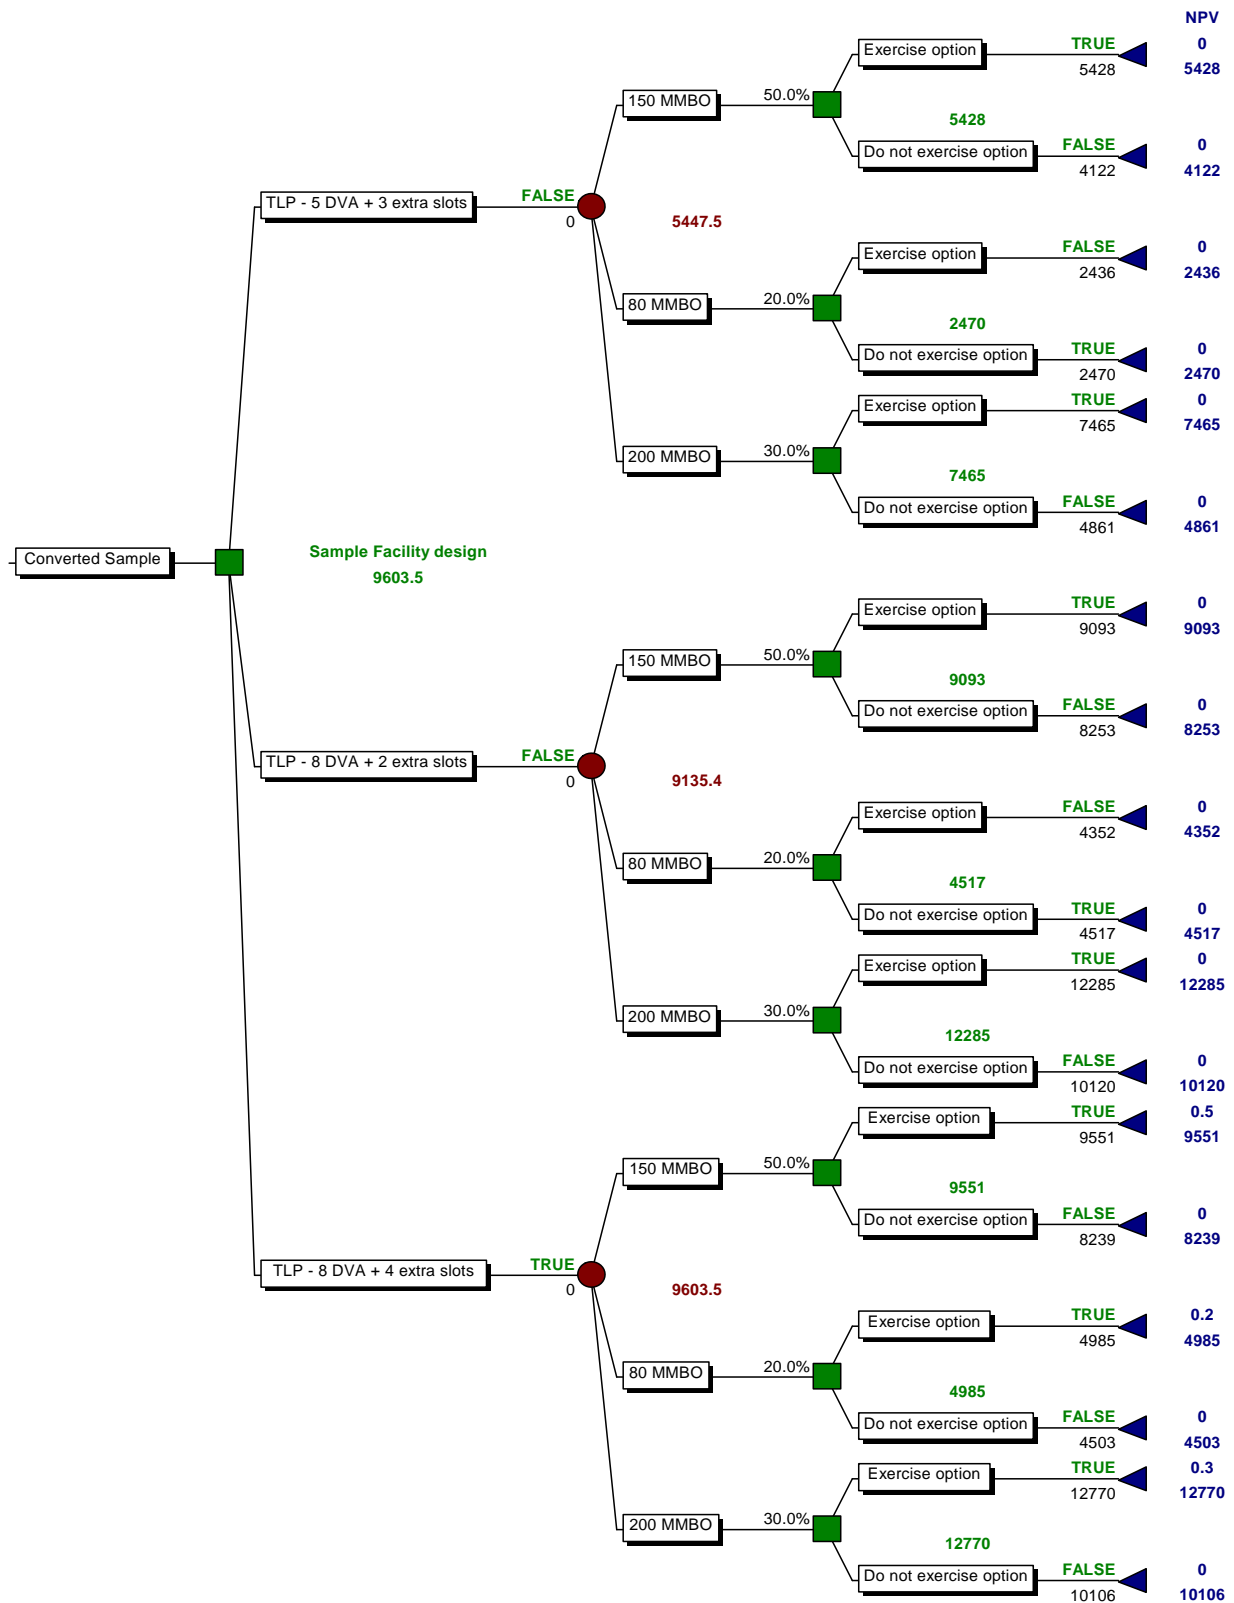 NPV
Exercise option TRUE 0
5428 5428
150 MMBO 50.0%
5428
Do not exercise option FALSE 0
4122 4122
TLP - 5 DVA + 3 extra slots FALSE
0 5447.5
Exercise option FALSE 0
2436 2436
80 MMBO 20.0%
2470
Do not exercise option TRUE 0
2470 2470
Exercise option TRUE 0
7465 7465
200 MMBO 30.0%
7465
Do not exercise option FALSE 0
4861 4861
Converted Sample Sample Facility design
9603.5
Exercise option TRUE 0
9093 9093
150 MMBO 50.0%
9093
Do not exercise option FALSE 0
8253 8253
TLP - 8 DVA + 2 extra slots FALSE
0 9135.4
Exercise option FALSE 0
4352 4352
80 MMBO 20.0%
4517
Do not exercise option TRUE 0
4517 4517
Exercise option TRUE 0
12285 12285
200 MMBO 30.0%
12285
Do not exercise option FALSE 0
10120 10120
Exercise option TRUE 0.5
9551 9551
150 MMBO 50.0%
9551
Do not exercise option FALSE 0
8239 8239
TLP - 8 DVA + 4 extra slots TRUE
0 9603.5
Exercise option TRUE 0.2
4985 4985
80 MMBO 20.0%
4985
Do not exercise option FALSE 0
4503 4503
Exercise option TRUE 0.3
12770 12770
200 MMBO 30.0%
12770
Do not exercise option FALSE 0
10106 10106